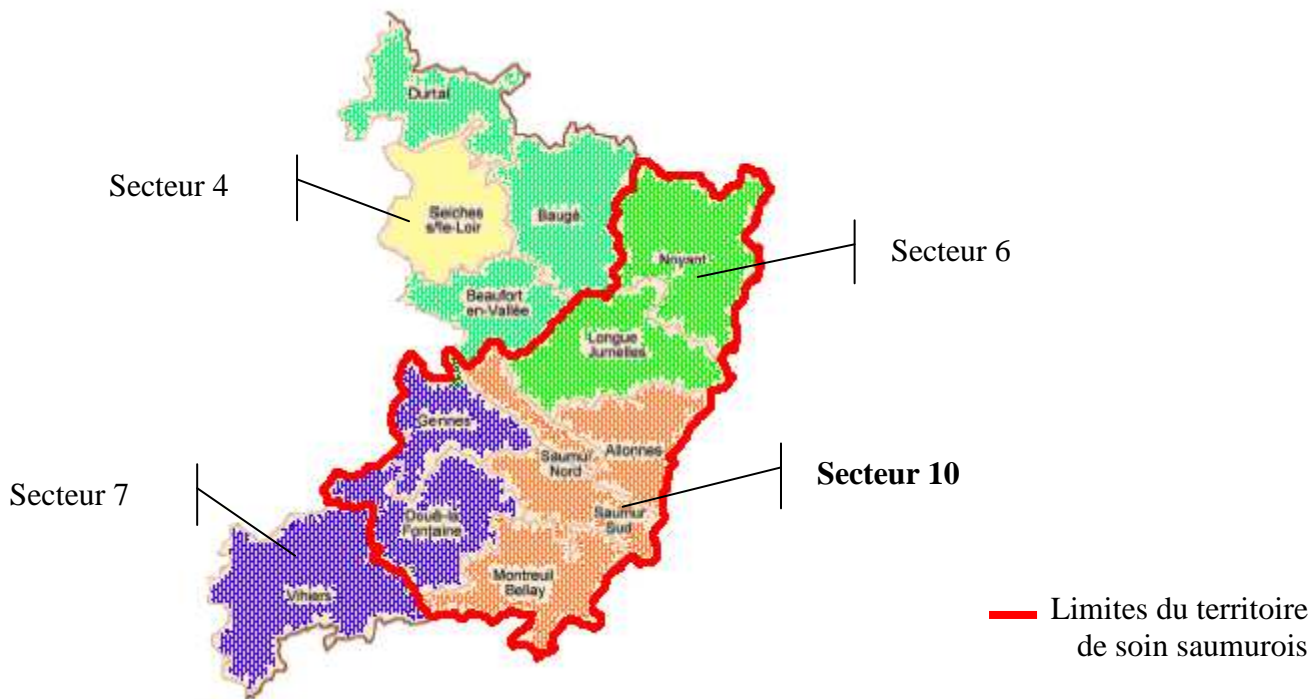 Durtal
Secteur 4
Seiches
s/le-Loir
Baugé
Secteur 6
Noyant
Beaufort
en-Vallée
Longue
Jumelles
Gennes
Allonnes
Saumur
Nord
Secteur 10
Secteur 7
Saumur
Sud
Doué-la
Fontaine
Montreuil
Bellay
Vihiers
Limites du territoire
de soin saumurois